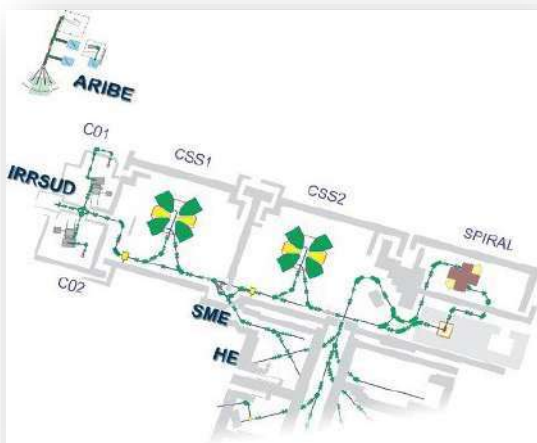 ARIBE
C01
CSS1
IRRSUD
CSS2
SPIRAL
C02
SME
HE